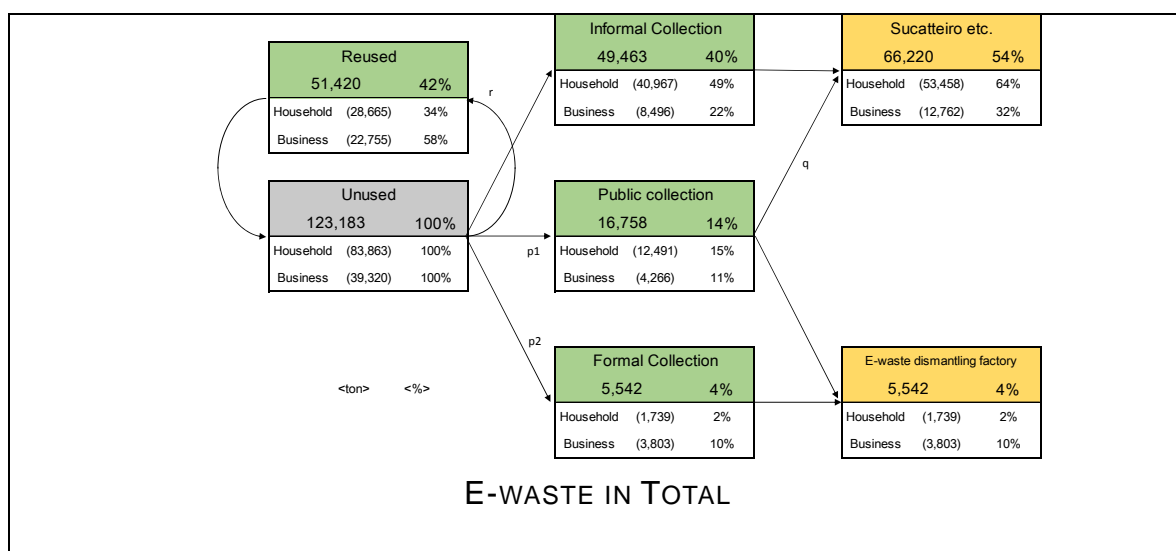 Reused
51,420 42%
Household (28,665) 34%
Business (22,755) 58%
r
Unused
123,183 100%
Household (83,863) 100%
Business (39,320) 100%
Informal Collection
49,463 40%
Household (40,967) 49%
Business (8,496) 22%
p1
Public collection
16,758 14%
Household (12,491) 15%
Business (4,266) 11%
p2
Formal Collection
5,542 4%
Household (1,739) 2%
Business (3,803) 10%
Sucatteiro etc.
66,220 54%
Household (53,458) 64%
Business (12,762) 32%
q
E-waste dismantling factory
5,542 4%
Household (1,739) 2%
Business (3,803) 10%
<ton> <%>
E-WASTE IN TOTAL